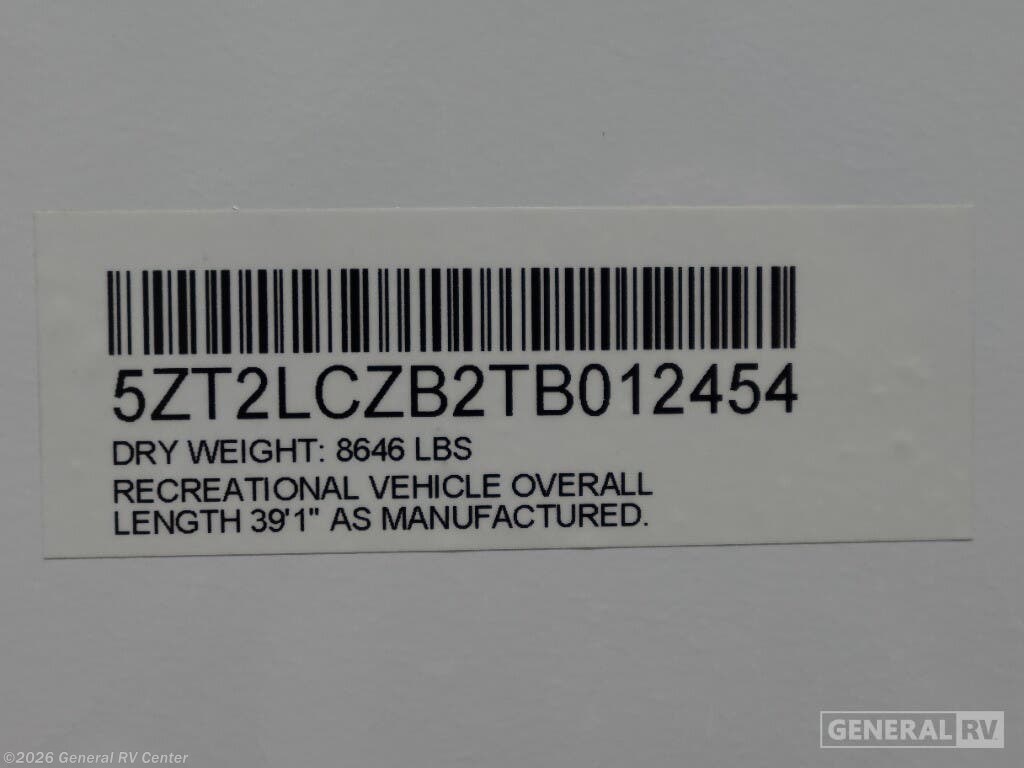 5ZT2LCZB2TB012454
DRY WEIGHT: 8646 LBS
RECREATIONAL VEHICLE OVERALL
LENGTH 39'1" AS MANUFACTURED.
GENERAL RV
©2026 General RV Center